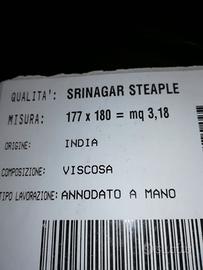 QUALITA': SRINAGAR STEAPLE
MISURA: 177 x 180 = mq 3,18
ORIGINE: INDIA
COMPOSIZIONE: VISCOSA
TIPO LAVORAZIONE: ANNODATO A MANO